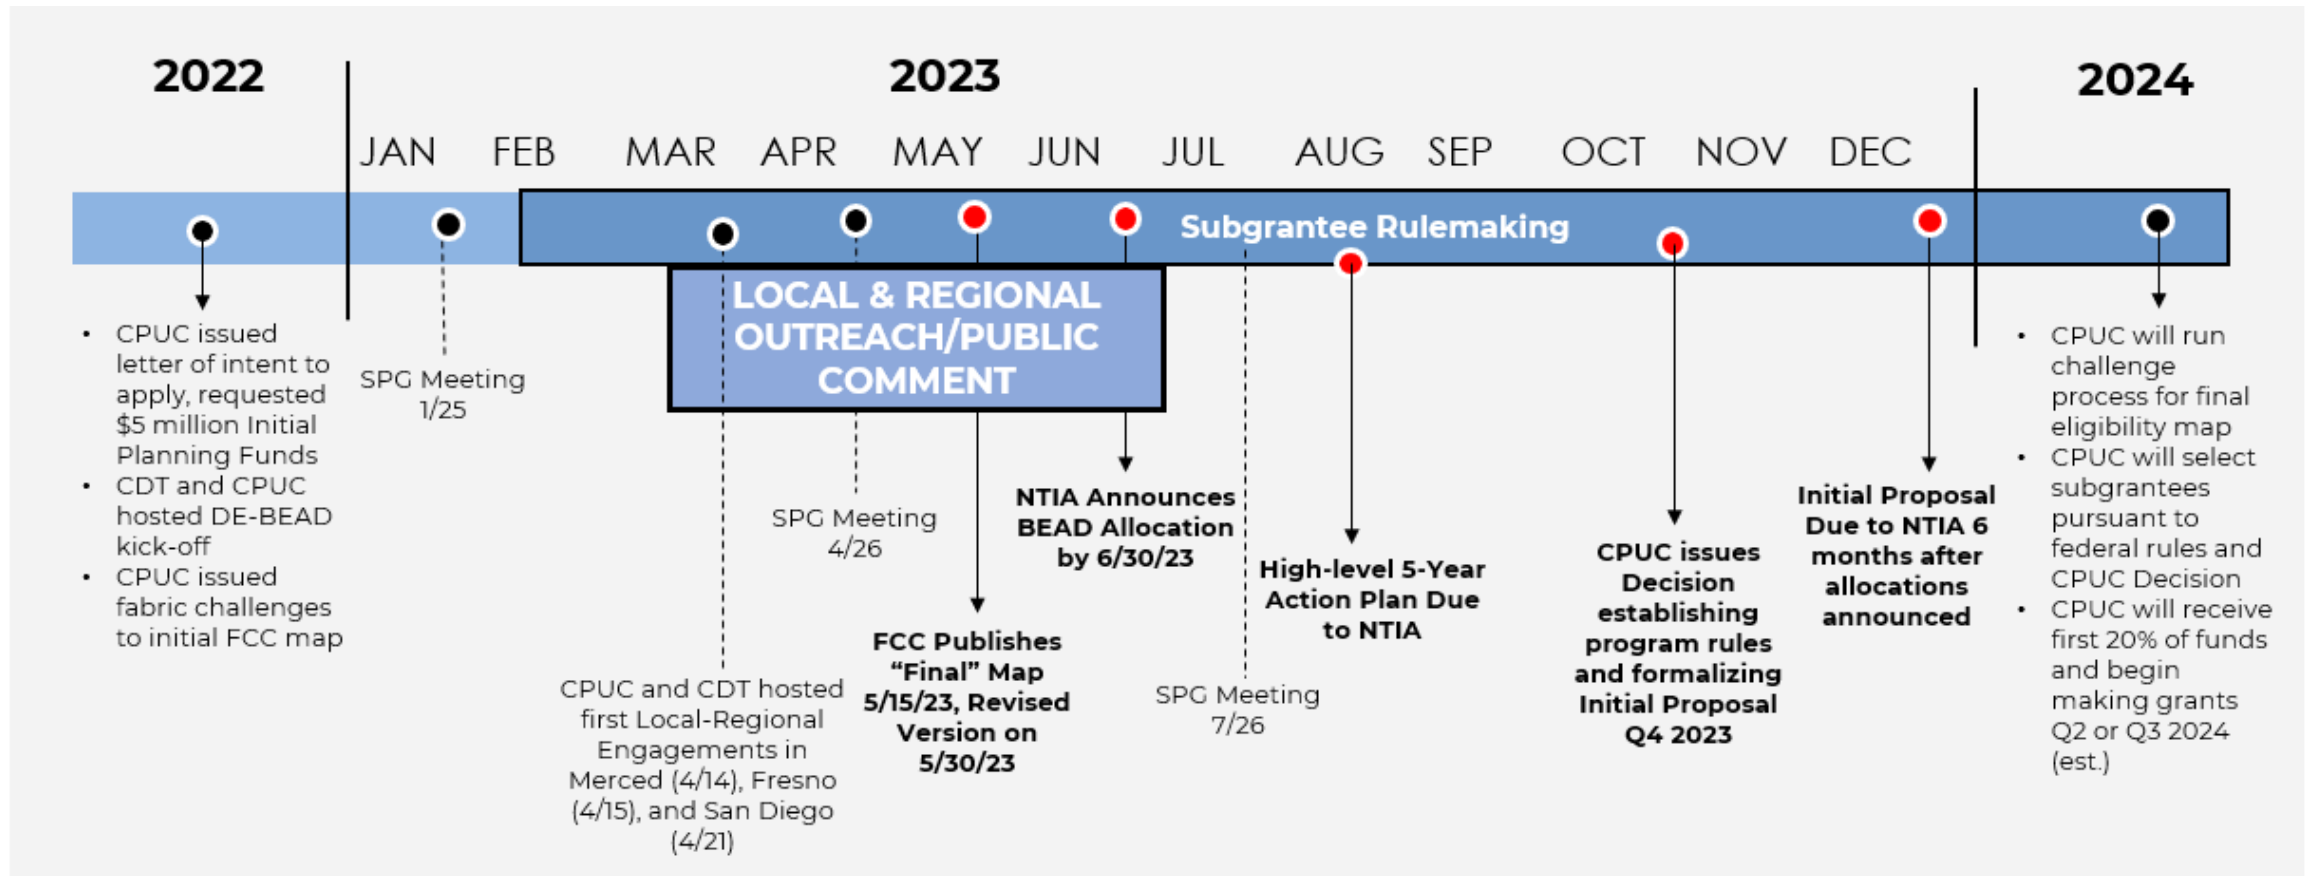 2022
2023
2024
JAN
FEB
MAR
APR
MAY
JUN
JUL
AUG
SEP
OCT
NOV
DEC
Subgrantee Rulemaking
LOCAL & REGIONAL
OUTREACH/PUBLIC
COMMENT
• CPUC issued
letter of intent to
apply, requested
$5 million Initial
Planning Funds
• CDT and CPUC
hosted DE-BEAD
kick-off
• CPUC issued
fabric challenges
to initial FCC map
SPG Meeting
1/25
CPUC and CDT hosted
first Local-Regional
Engagements in
Merced (4/14), Fresno
(4/15), and San Diego
(4/21)
SPG Meeting
4/26
FCC Publishes
“Final” Map
5/15/23, Revised
Version on
5/30/23
NTIA Announces
BEAD Allocation
by 6/30/23
SPG Meeting
7/26
High-level 5-Year
Action Plan Due
to NTIA
CPUC issues
Decision
establishing
program rules
and formalizing
Initial Proposal
Q4 2023
Initial Proposal
Due to NTIA 6
months after
allocations
announced
• CPUC will run
challenge
process for final
eligibility map
• CPUC will select
subgrantees
pursuant to
federal rules and
CPUC Decision
• CPUC will receive
first 20% of funds
and begin
making grants
Q2 or Q3 2024
(est.)